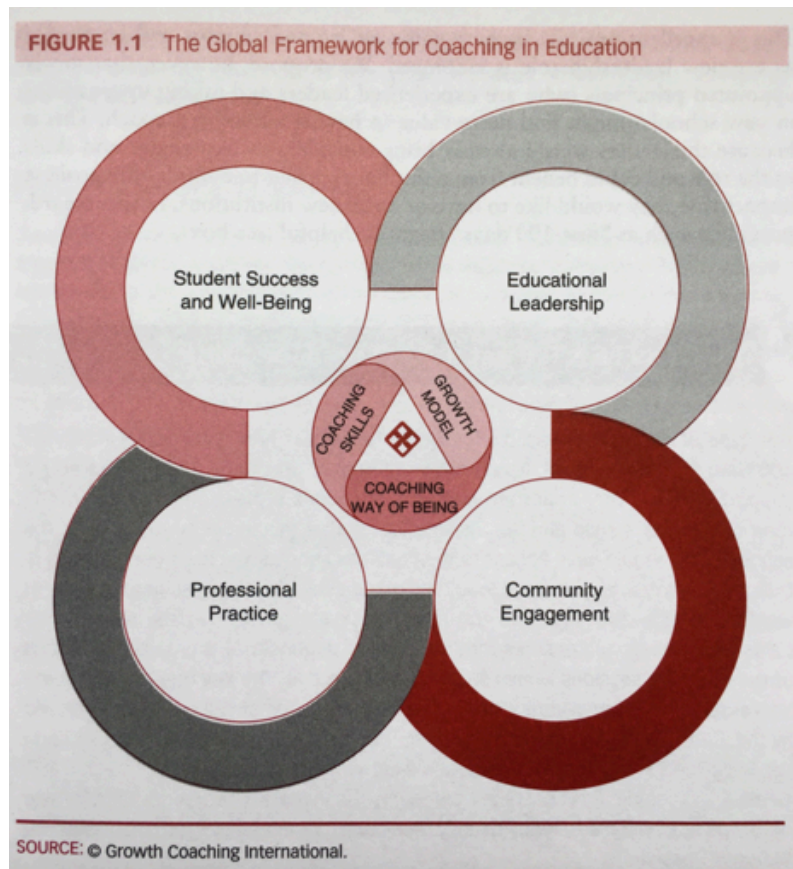 FIGURE 1.1 The Global Framework for Coaching in Education
Student Success
and Well-Being
Educational
Leadership
COACHING
SKILLS
GROWTH
MODEL
COACHING
WAY OF BEING
Professional
Practice
Community
Engagement
SOURCE: © Growth Coaching International.